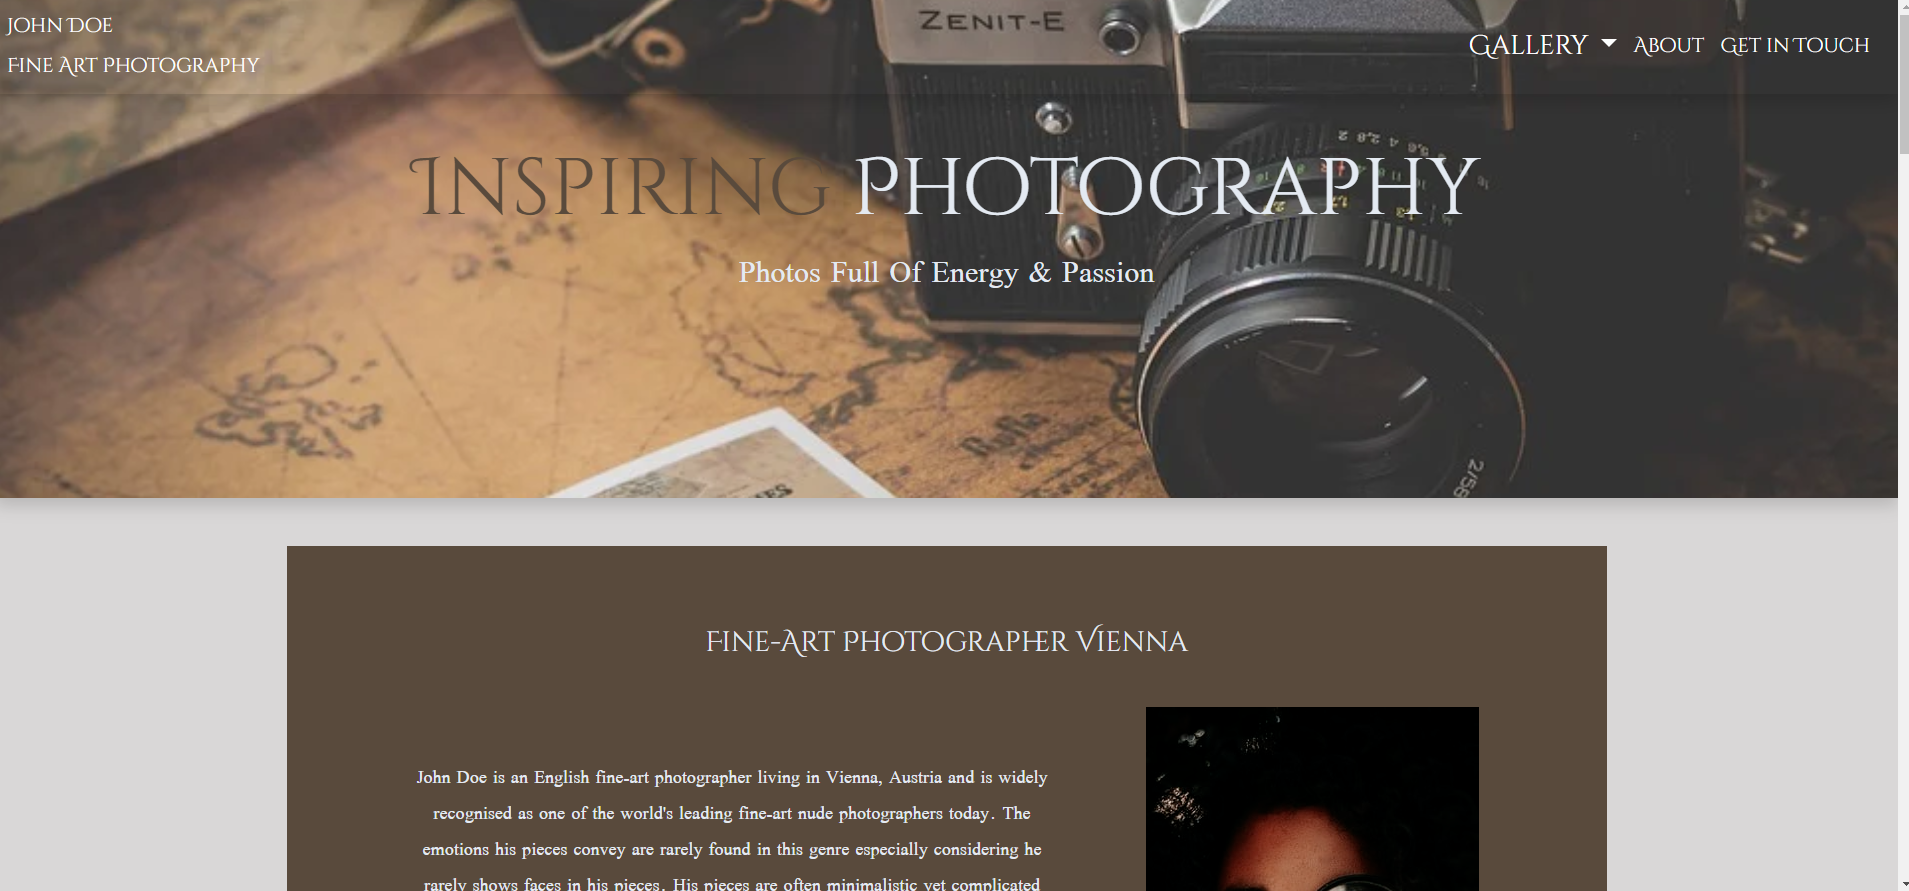 John Doe
Fine Art Photography
Gallery
About
Get in Touch
ZENIT-E
Inspiring Photography
Photos Full Of Energy & Passion
Fine-Art Photographer Vienna
John Doe is an English fine-art photographer living in Vienna, Austria and is widely
recognised as one of the world's leading fine-art nude photographers today. The
emotions his pieces convey are rarely found in this genre especially considering he
rarely shows faces in his pieces. His pieces are often minimalistic yet complicated